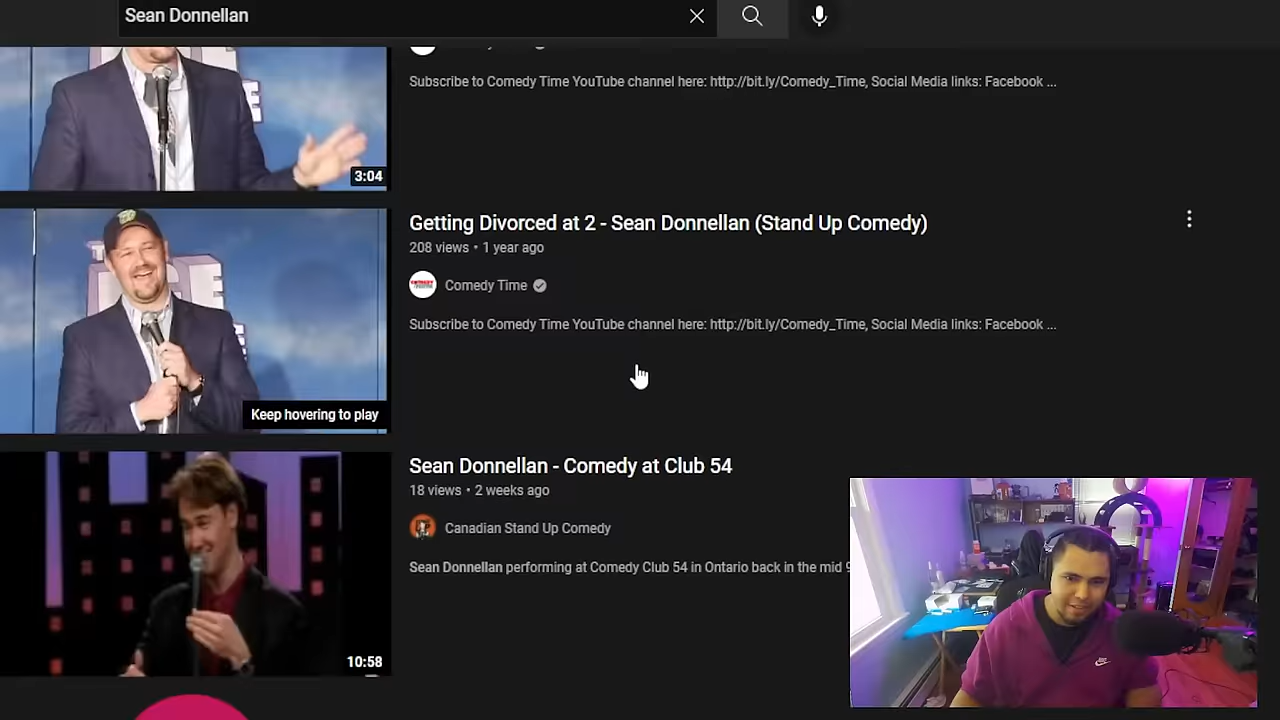 Sean Donnellan
Subscribe to Comedy Time YouTube channel here: http://bit.ly/Comedy_Time, Social Media links: Facebook ...
3:04
Getting Divorced at 2 - Sean Donnellan (Stand Up Comedy)
208 views • 1 year ago
Comedy Time
Subscribe to Comedy Time YouTube channel here: http://bit.ly/Comedy_Time, Social Media links: Facebook ...
Keep hovering to play
Sean Donnellan - Comedy at Club 54
18 views • 2 weeks ago
Canadian Stand Up Comedy
Sean Donnellan performing at Comedy Club 54 in Ontario back in the mid
10:58